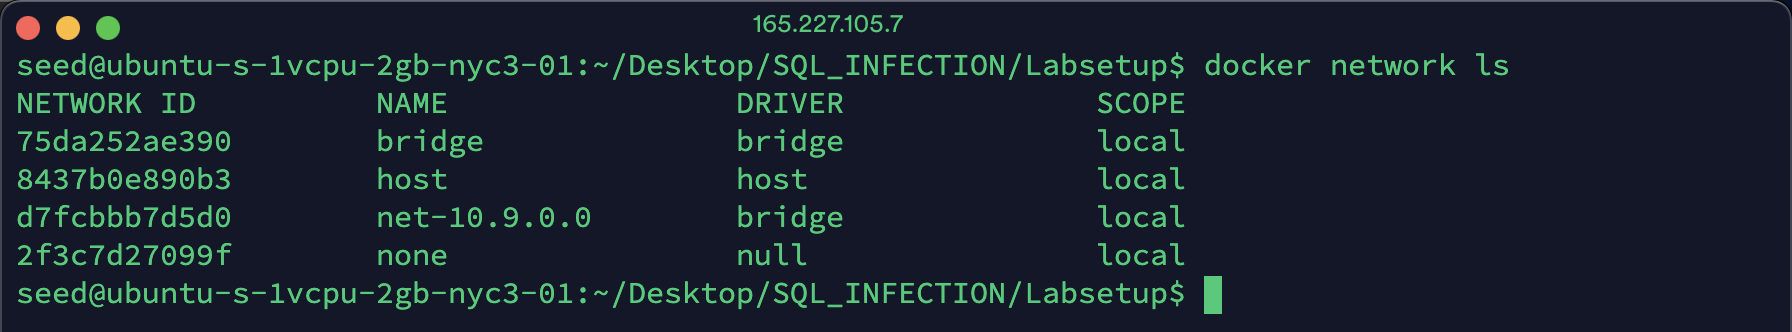 165.227.105.7
seed@ubuntu-s-1vcpu-2gb-nyc3-01:~/Desktop/SQL_INFECTION/Labsetup$ docker network ls
NETWORK ID        NAME                DRIVER              SCOPE
75da252ae390        bridge              bridge              local
8437b0e890b3        host                host                local
d7fcbbb7d5d0        net-10.9.0.0        bridge              local
2f3c7d27099f        none                null                local
seed@ubuntu-s-1vcpu-2gb-nyc3-01:~/Desktop/SQL_INFECTION/Labsetup$